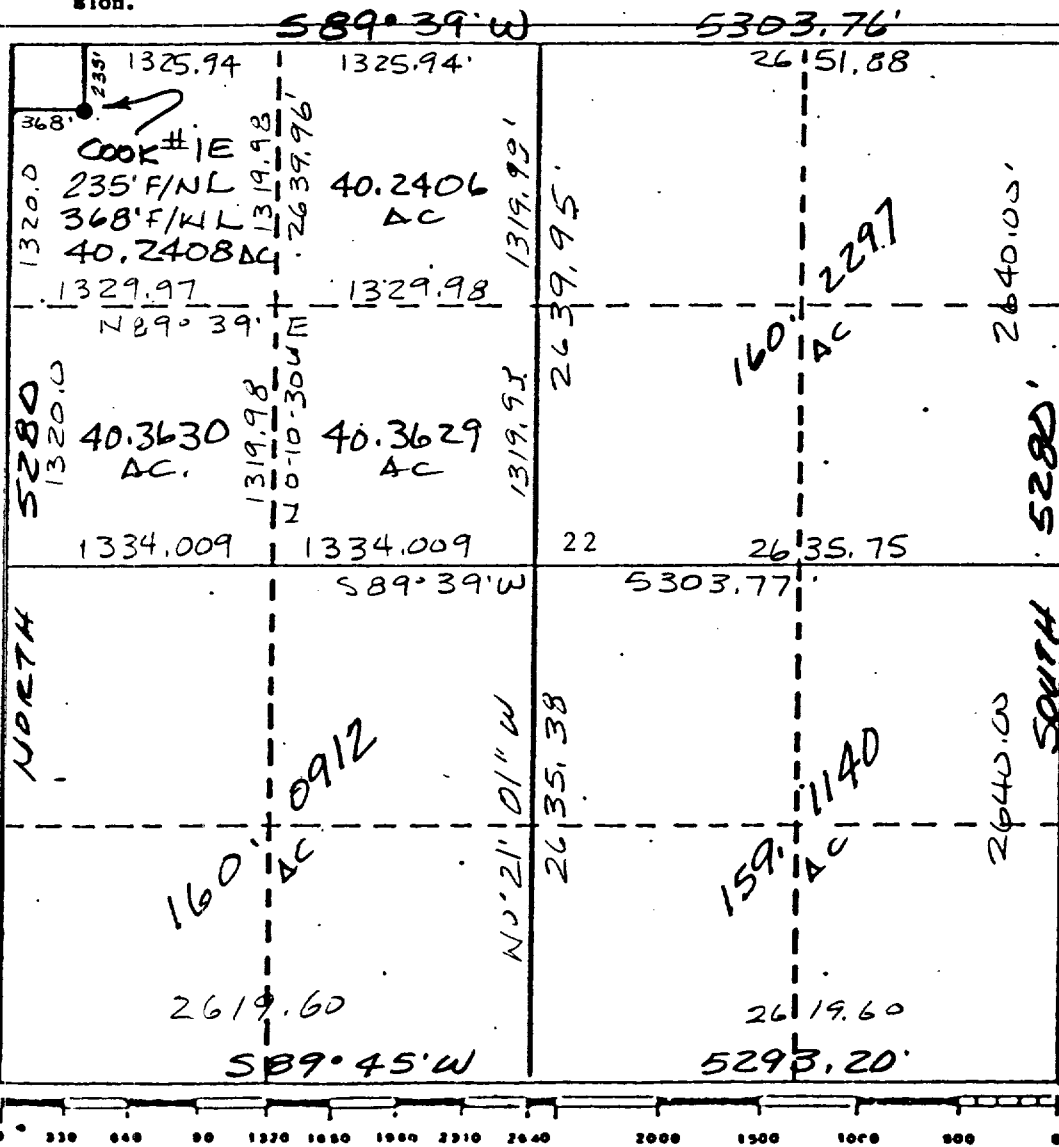 sion.
S89°39'W 5303.76'
1325.94 1325.94' 2651.88
235'
368'
COOK #1E
235' F/NL
368' F/WL
40.2408 AC
1320.0
1319.98
2639.96'
40.2406
AC
1319.99'
2639.95'
160.2297
AC
2640.00'
1329.97 1329.98
N89°39'E
5280
1320.0
40.3630
AC.
1319.98
N0-10-30W
40.3629
AC
1319.95
5280'
1334.009 1334.009 22 2635.75
S89°39'W 5303.77'
NORTH
SOUTH
160.0912
AC
N0°21'01"W
2635.38
159.1140
AC
2640.00
2619.60 2619.60
S89°45'W 5293.20'
0 330 660 90 1320 1650 1980 2310 2640 2000 1500 1000 500